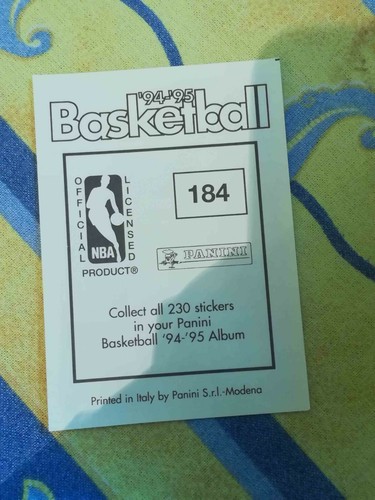 '94-'95
Basketball
OFFICIAL
LICENSED
NBA
PRODUCT®
184
PANINI
Collect all 230 stickers
in your Panini
Basketball '94-'95 Album
Printed in Italy by Panini S.r.l.-Modena